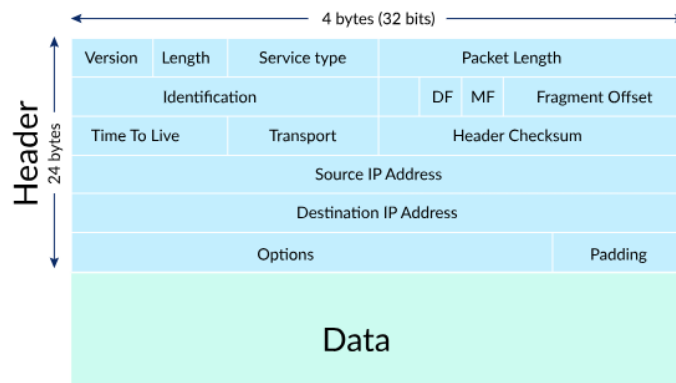 4 bytes (32 bits)
Version Length Service type Packet Length
Identification DF MF Fragment Offset
Time To Live Transport Header Checksum
Source IP Address
Destination IP Address
Options Padding
Header
24 bytes
Data